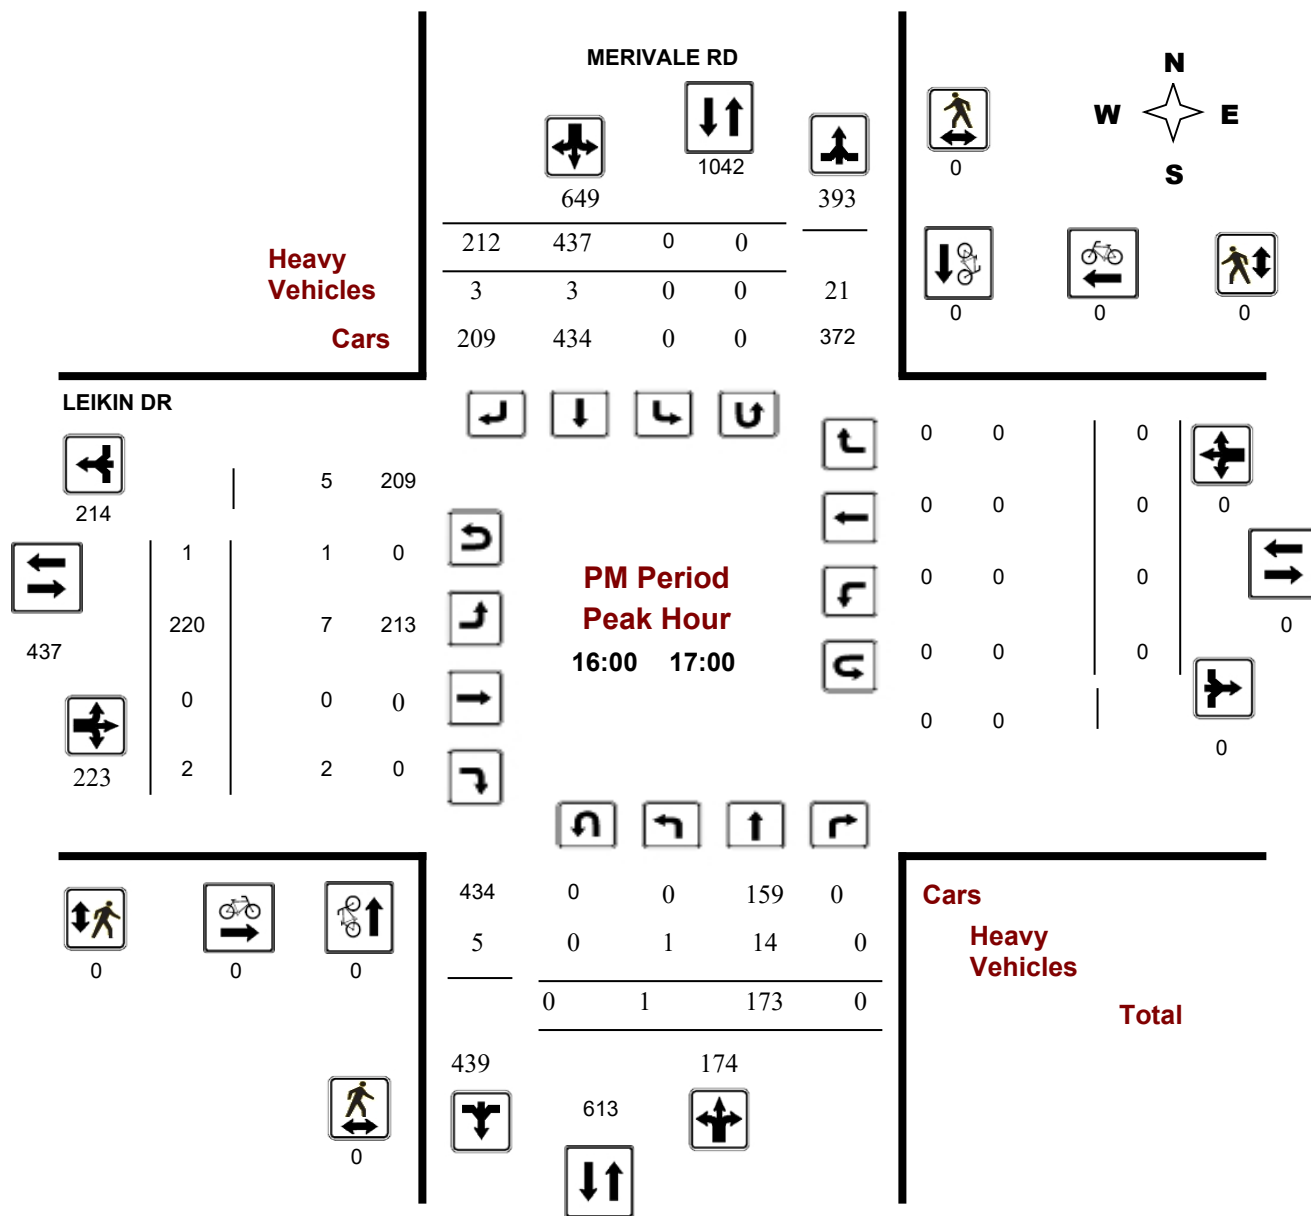 MERIVALE RD
N
W E
S
1042
0
649 393
212 437 0 0
Heavy
Vehicles
3 3 0 0 21
0 0 0
Cars
209 434 0 0 372
LEIKIN DR
0 0 0
5 209
214
0 0 0 0
1 1 0
PM Period
0 0 0
Peak Hour
220 7 213
0
437
16:00 17:00
0 0 0
0 0 0
0 0
0
223 2 2 0
434 0 0 159 0
Cars
5 0 1 14 0
Heavy
Vehicles
0 0 0
0 1 173 0
Total
439 174
613
0